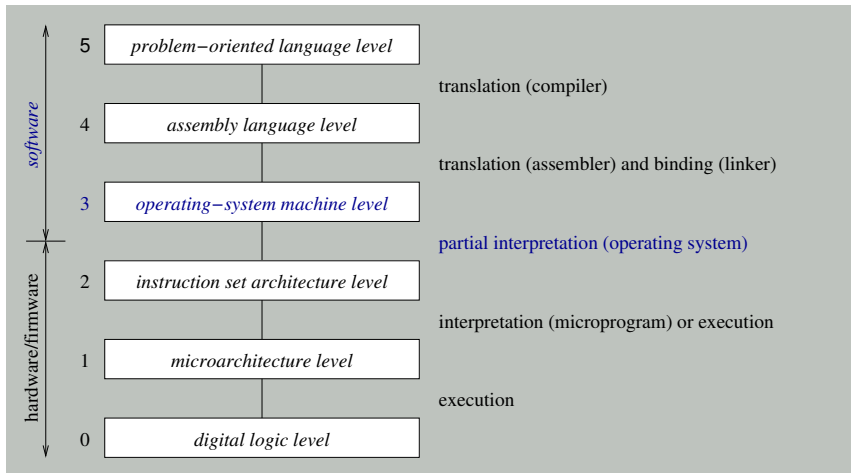 5 problem−oriented language level
translation (compiler)
4 assembly language level
translation (assembler) and binding (linker)
3 operating−system machine level
partial interpretation (operating system)
2 instruction set architecture level
interpretation (microprogram) or execution
1 microarchitecture level
execution
0 digital logic level
software
hardware/firmware